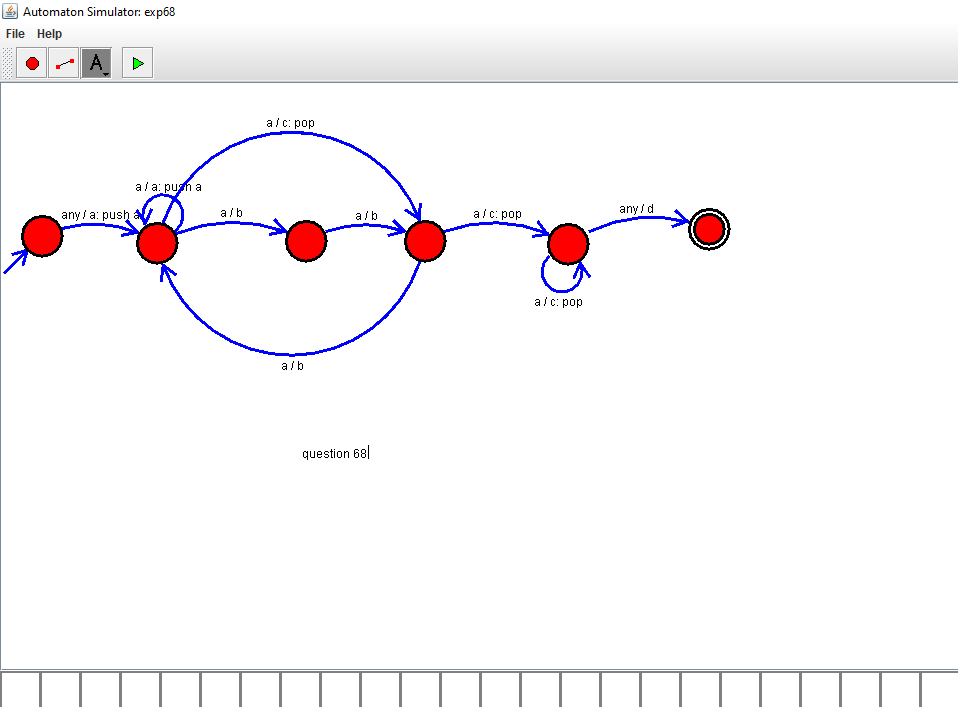 Automaton Simulator: exp68
File Help
A
a / c: pop
a / a: push a
any / a: push a
a / b
a / b
a / c: pop
any / d
a / c: pop
a / b
question 68